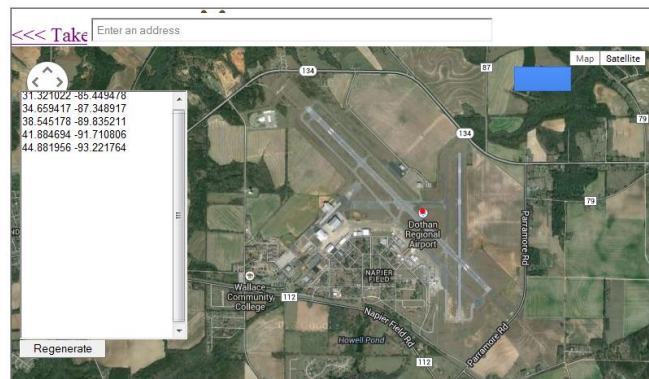 <<< Take
Enter an address
Map Satellite
31.321022 -85.449478
34.659417 -87.348917
38.545178 -89.835211
41.884694 -91.710806
44.881956 -93.221764
Regenerate
134
87
79
134
79
Parramore Rd
Dothan
Regional
Airport
NAPIER
FIELD
Wallace
Community
College
112
Napier Field Rd
Howell Pond
112
Parramore Rd